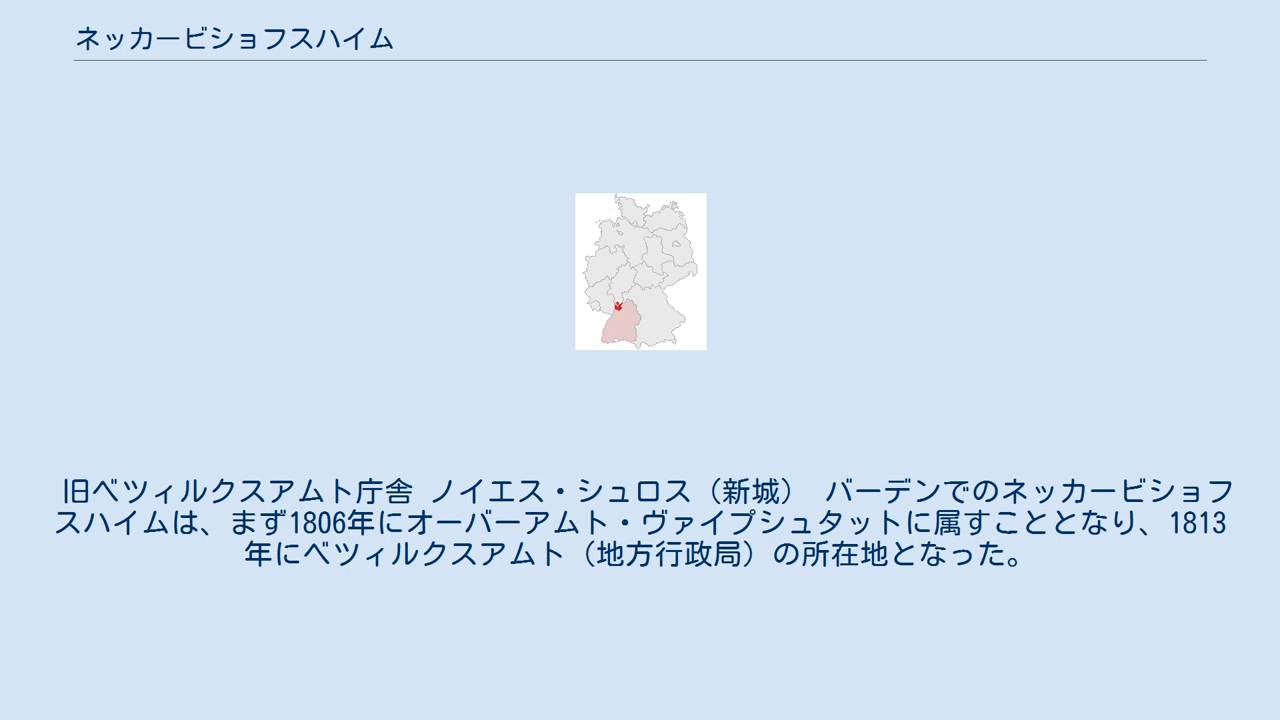 ネッカービショフスハイム
旧ベツィルクスアムト庁舎 ノイエス・シュロス（新城） バーデンでのネッカービショフ
スハイムは、まず1806年にオーバーアムト・ヴァイプシュタットに属すこととなり、1813
年にベツィルクスアムト（地方行政局）の所在地となった。